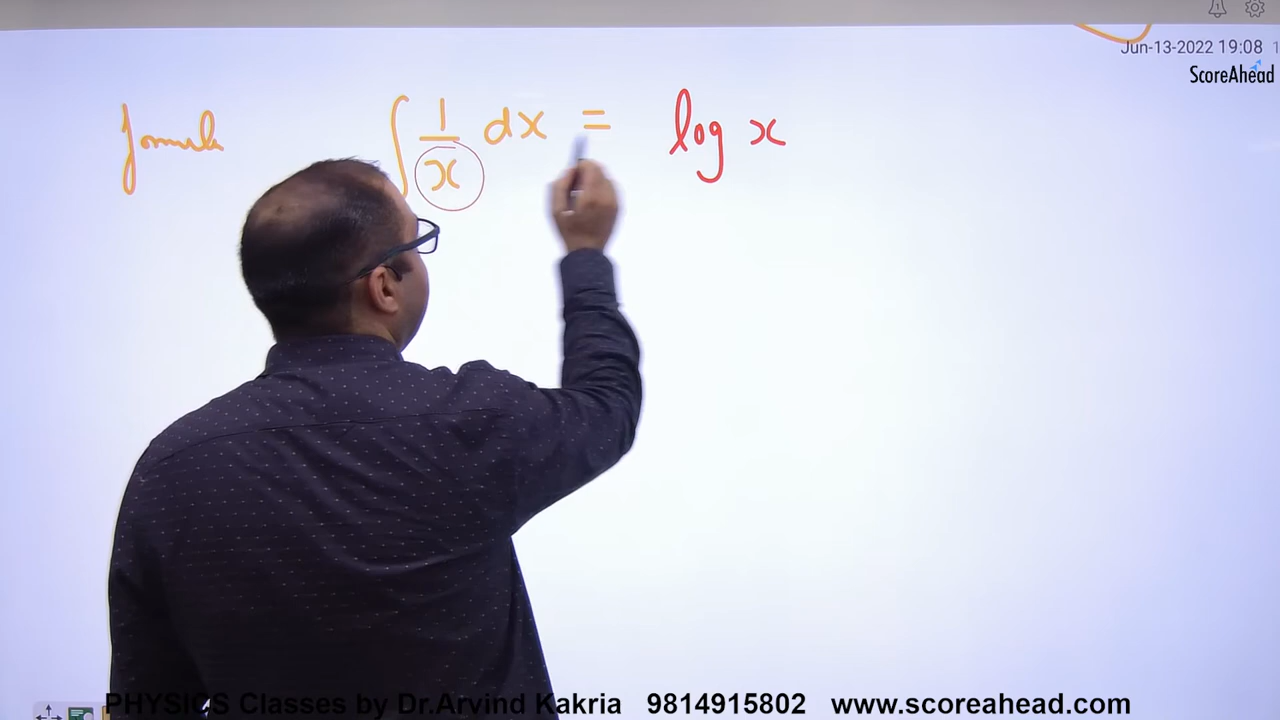 Jun-13-2022 19:08 1
ScoreAhead
formula ∫ 1/x dx = log x
PHYSICS Classes by Dr.Arvind Kakria 9814915802 www.scoreahead.com